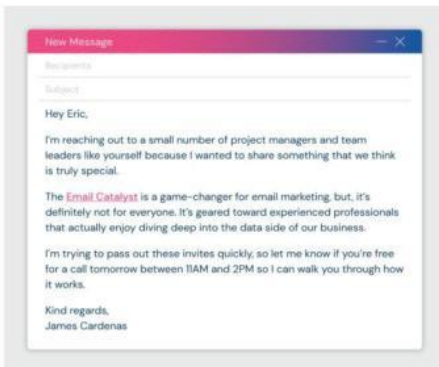 New Message
Recipients
Subject
Hey Eric,
I'm reaching out to a small number of project managers and team
leaders like yourself because I wanted to share something that we think
is truly special.
The Email Catalyst is a game-changer for email marketing, but, it's
definitely not for everyone. It's geared toward experienced professionals
that actually enjoy diving deep into the data side of our business.
I'm trying to pass out these invites quickly, so let me know if you're free
for a call tomorrow between 11AM and 2PM so I can walk you through how
it works.
Kind regards,
James Cardenas